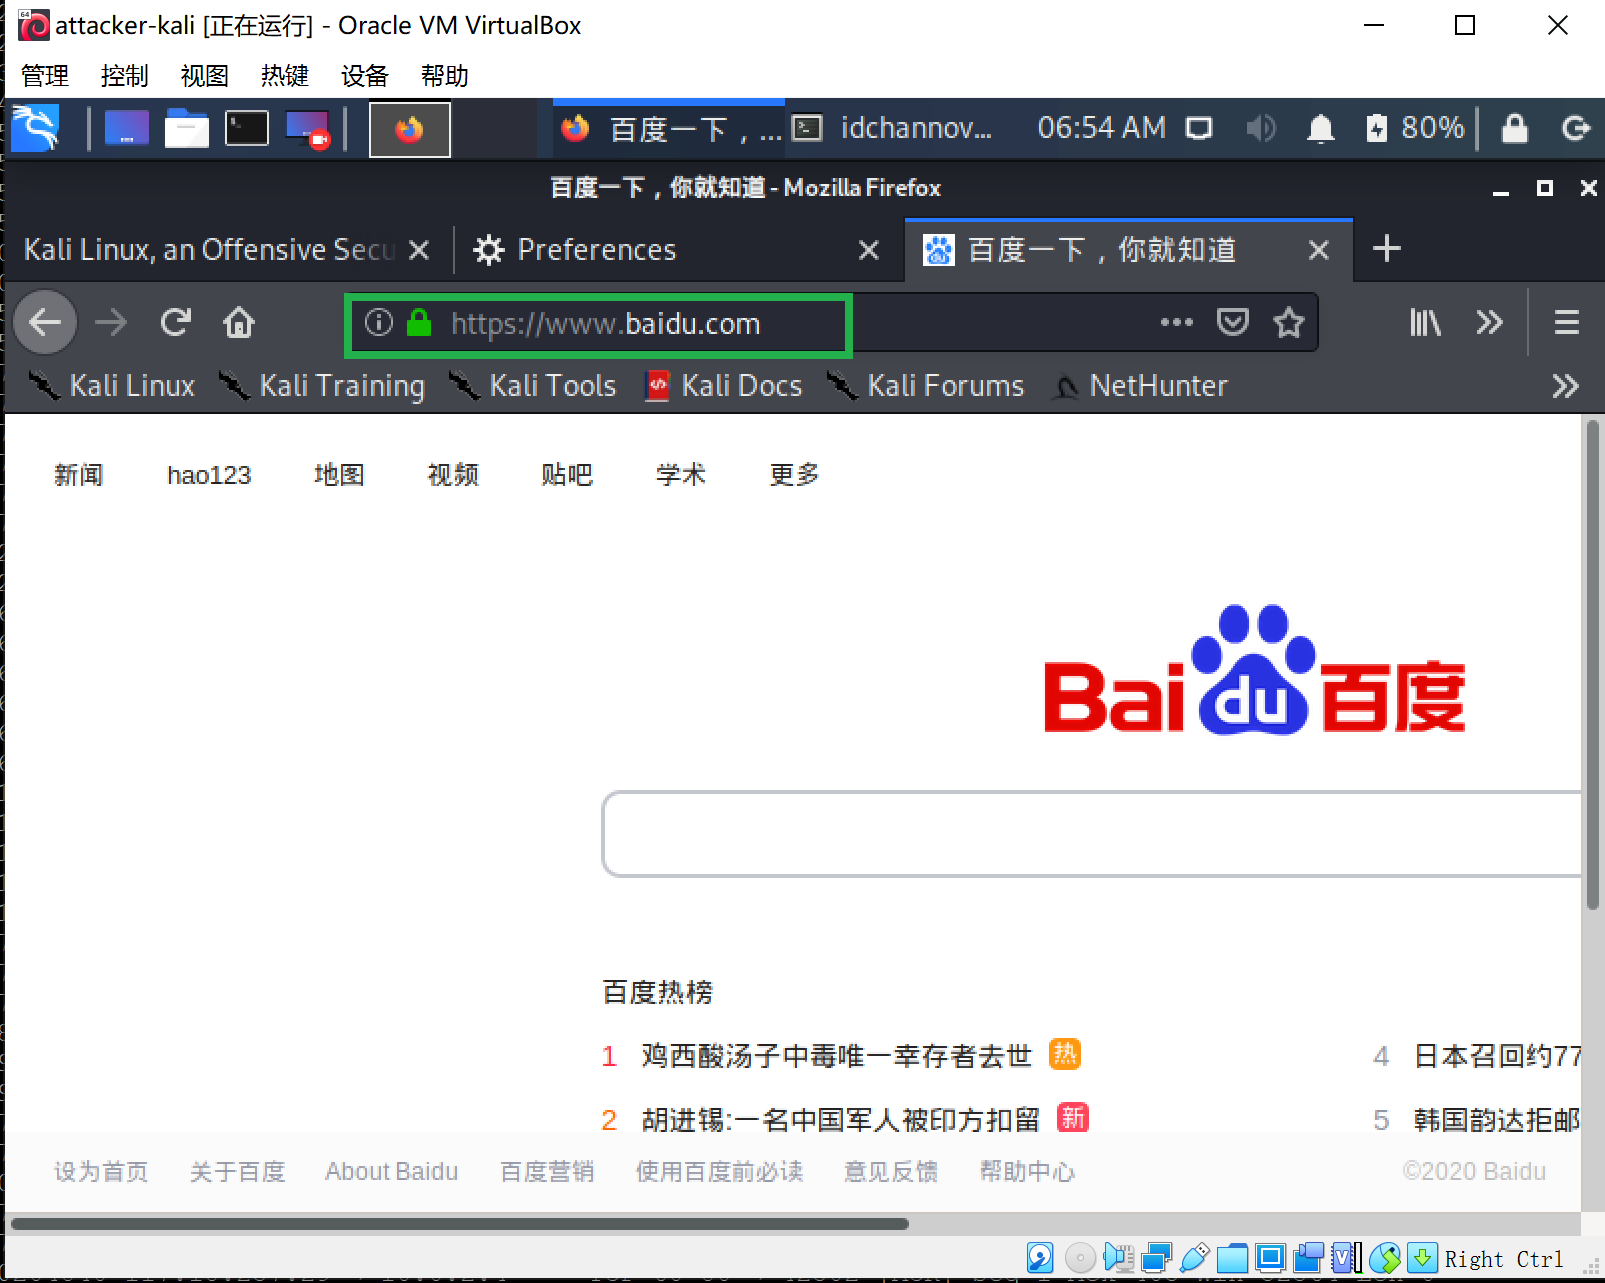 attacker-kali [正在运行] - Oracle VM VirtualBox
管理 控制 视图 热键 设备 帮助
百度一下，... idchannov... 06:54 AM 80%
百度一下，你就知道 - Mozilla Firefox
Kali Linux, an Offensive Secu Preferences 百度一下，你就知道
https://www.baidu.com
Kali Linux Kali Training Kali Tools Kali Docs Kali Forums NetHunter
新闻 hao123 地图 视频 贴吧 学术 更多
Bai du 百度
百度热榜
1 鸡西酸汤子中毒唯一幸存者去世 热 4 日本召回约77
2 胡进锡:一名中国军人被印方扣留 新 5 韩国韵达拒邮
设为首页 关于百度 About Baidu 百度营销 使用百度前必读 意见反馈 帮助中心 ©2020 Baidu
Right Ctrl